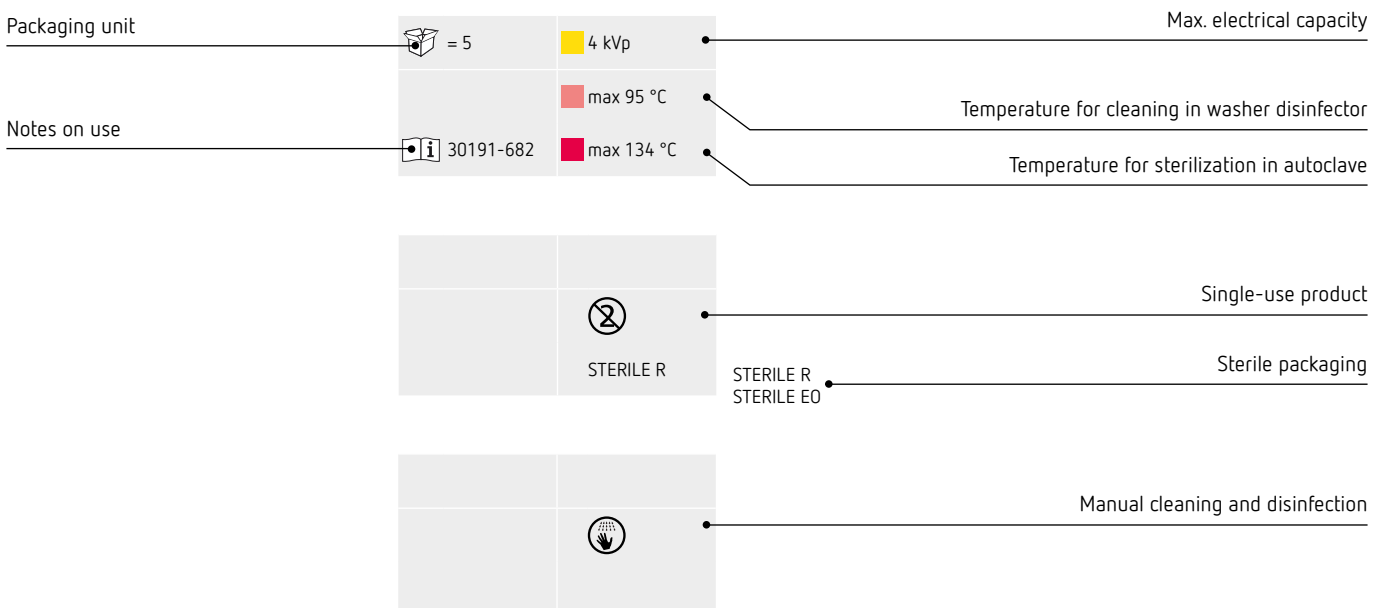 Packaging unit
= 5
4 kVp
Max. electrical capacity
max 95 °C
Temperature for cleaning in washer disinfector
Notes on use
i 30191-682
max 134 °C
Temperature for sterilization in autoclave
2
Single-use product
STERILE R
STERILE R
STERILE EO
Sterile packaging
Manual cleaning and disinfection